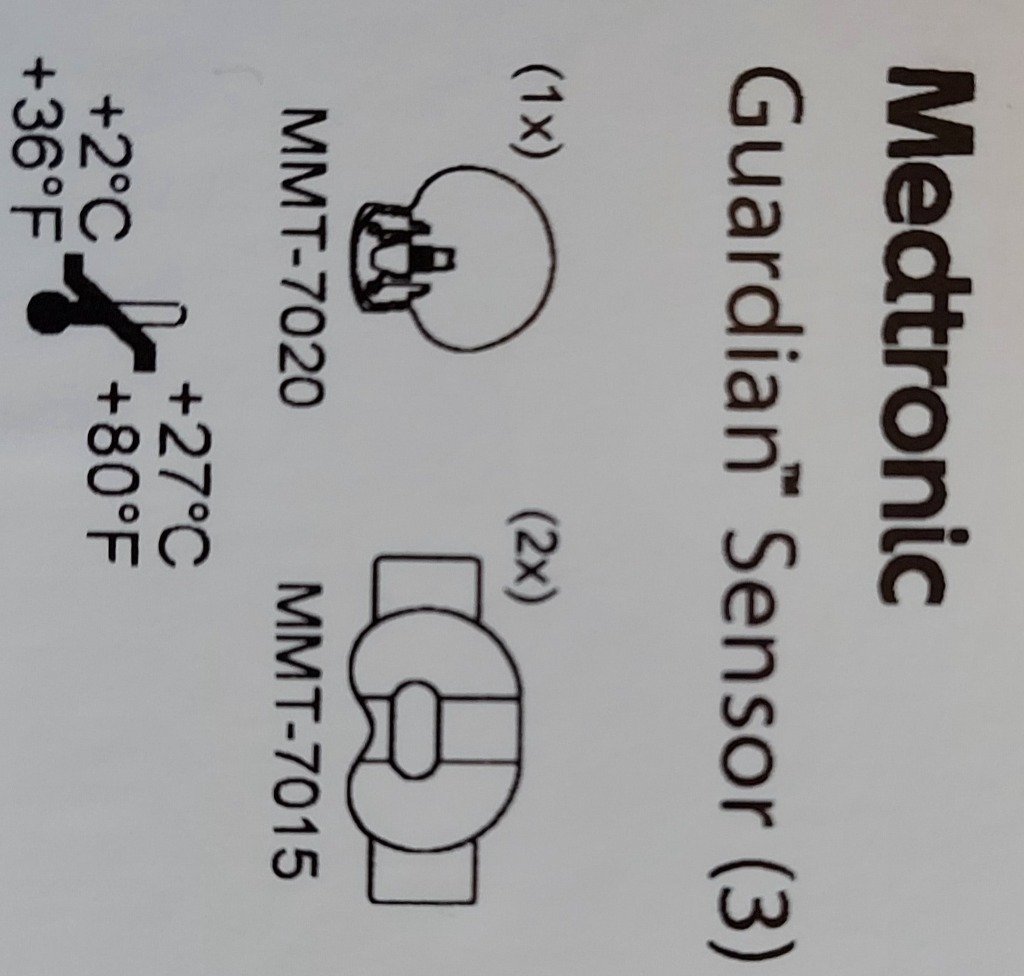 Medtronic
Guardian™ Sensor (3)
(1x)
(2x)
MMT-7020
MMT-7015
+27°C
+80°F
+2°C
+36°F